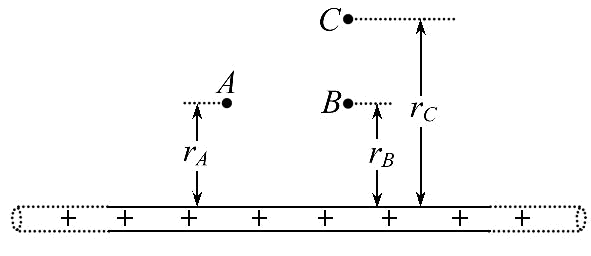 C
A
B
r_C
r_A
r_B
+ + + + + + + +